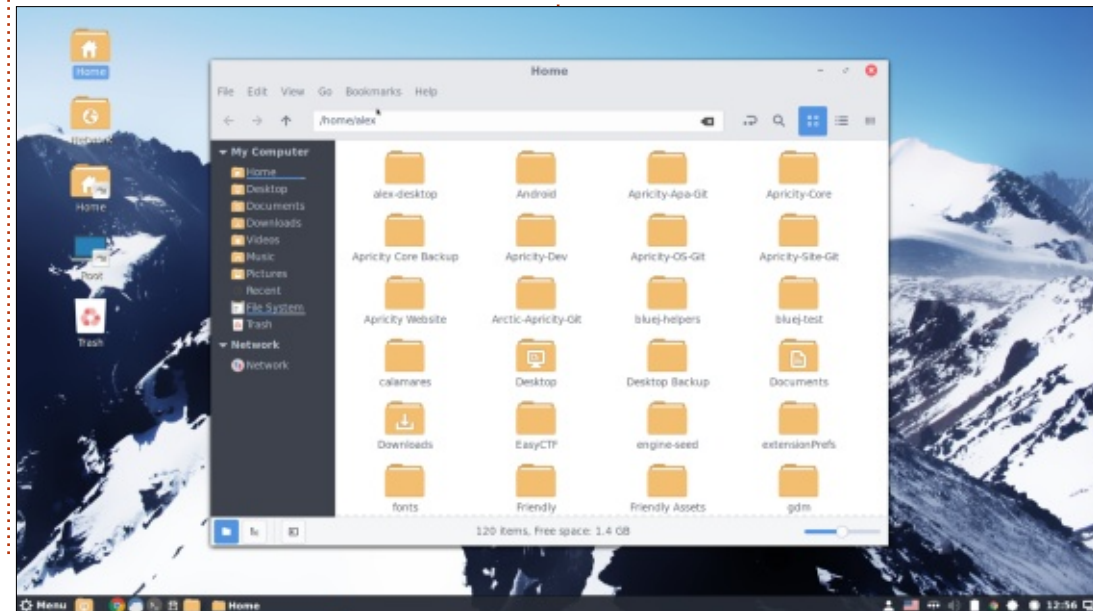 Home
Network
Home
Root
Trash
Home
File Edit View Go Bookmarks Help
/home/alex
My Computer
Home
Desktop
Documents
Downloads
Videos
Music
Pictures
Recent
File System
Trash
Network
Network
alex-desktop Android Apricity-Apa-Git Apricity-Core
Apricity Core Backup Apricity-Dev Apricity-OS-Git Apricity-Site-Git
Apricity Website Arctic-Apricity-Git bluej-helpers bluej-test
calamares Desktop Desktop Backup Documents
Downloads EasyCTF engine-seed extensionPrefs
fonts Friendly Friendly Assets gdm
120 items, Free space: 1.4 GB
Menu Home 12:56